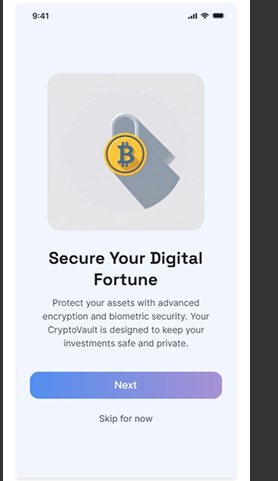 9:41
Secure Your Digital
Fortune
Protect your assets with advanced
encryption and biometric security. Your
CryptoVault is designed to keep your
investments safe and private.
Next
Skip for now